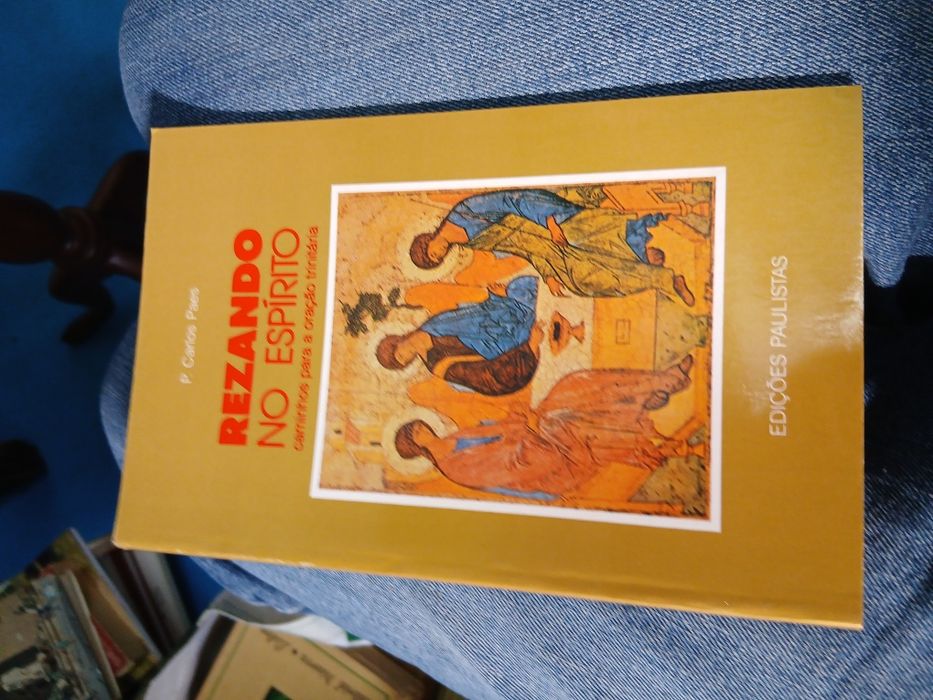 P. Carlos Paes
REZANDO
NO ESPÍRITO
caminhos para a oração trinitária
EDIÇÕES PAULISTAS